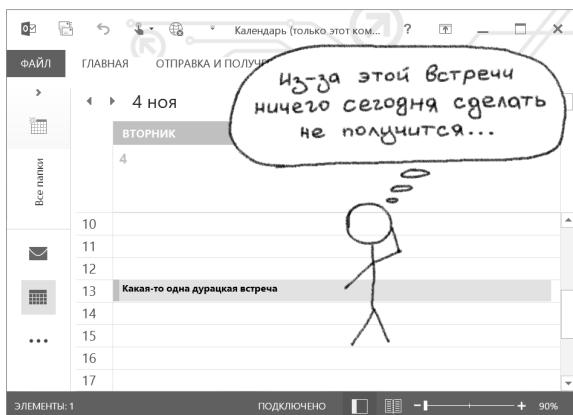 Календарь (только этот ком...
?
ФАЙЛ
ГЛАВНАЯ
ОТПРАВКА И ПОЛУЧЕ
Из-за этой встречи
ничего сегодня сделать
не получится...
4 ноя
ВТОРНИК
4
Все папки
10
11
12
13
Какая-то одна дурацкая встреча
14
15
16
17
ЭЛЕМЕНТЫ: 1
ПОДКЛЮЧЕНО
90%